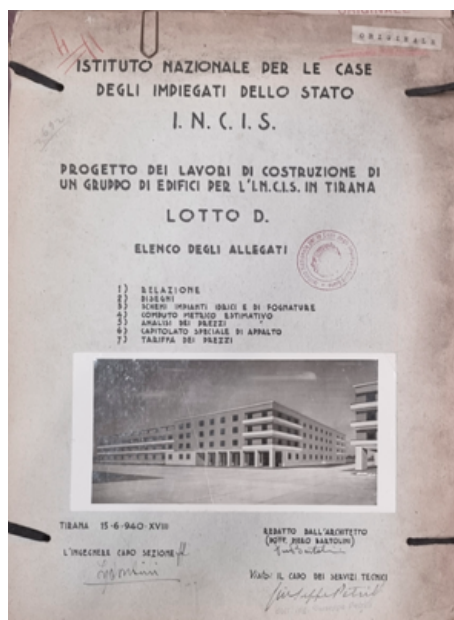 ORIGINALE
ISTITUTO NAZIONALE PER LE CASE
DEGLI IMPIEGATI DELLO STATO
I. N. C. I. S.
PROGETTO DEI LAVORI DI COSTRUZIONE DI
UN GRUPPO DI EDIFICI PER L'I.N.C.I.S. IN TIRANA
LOTTO D.
ELENCO DEGLI ALLEGATI
1) RELAZIONE
2) DISEGNI
3) SCHEMI IMPIANTI IDRICI E DI FOGNATURE
4) COMPUTO METRICO ESTIMATIVO
5) ANALISI DEI PREZZI
6) CAPITOLATO SPECIALE DI APPALTO
7) TARIFFA DEI PREZZI
TIRANA 15-6-940-XVIII
REDATTO DALL'ARCHITETTO
(DOTT. PIERO BARTOLINI)
L'INGEGNERE CAPO SEZIONE
Visto: IL CAPO DEI SERVIZI TECNICI